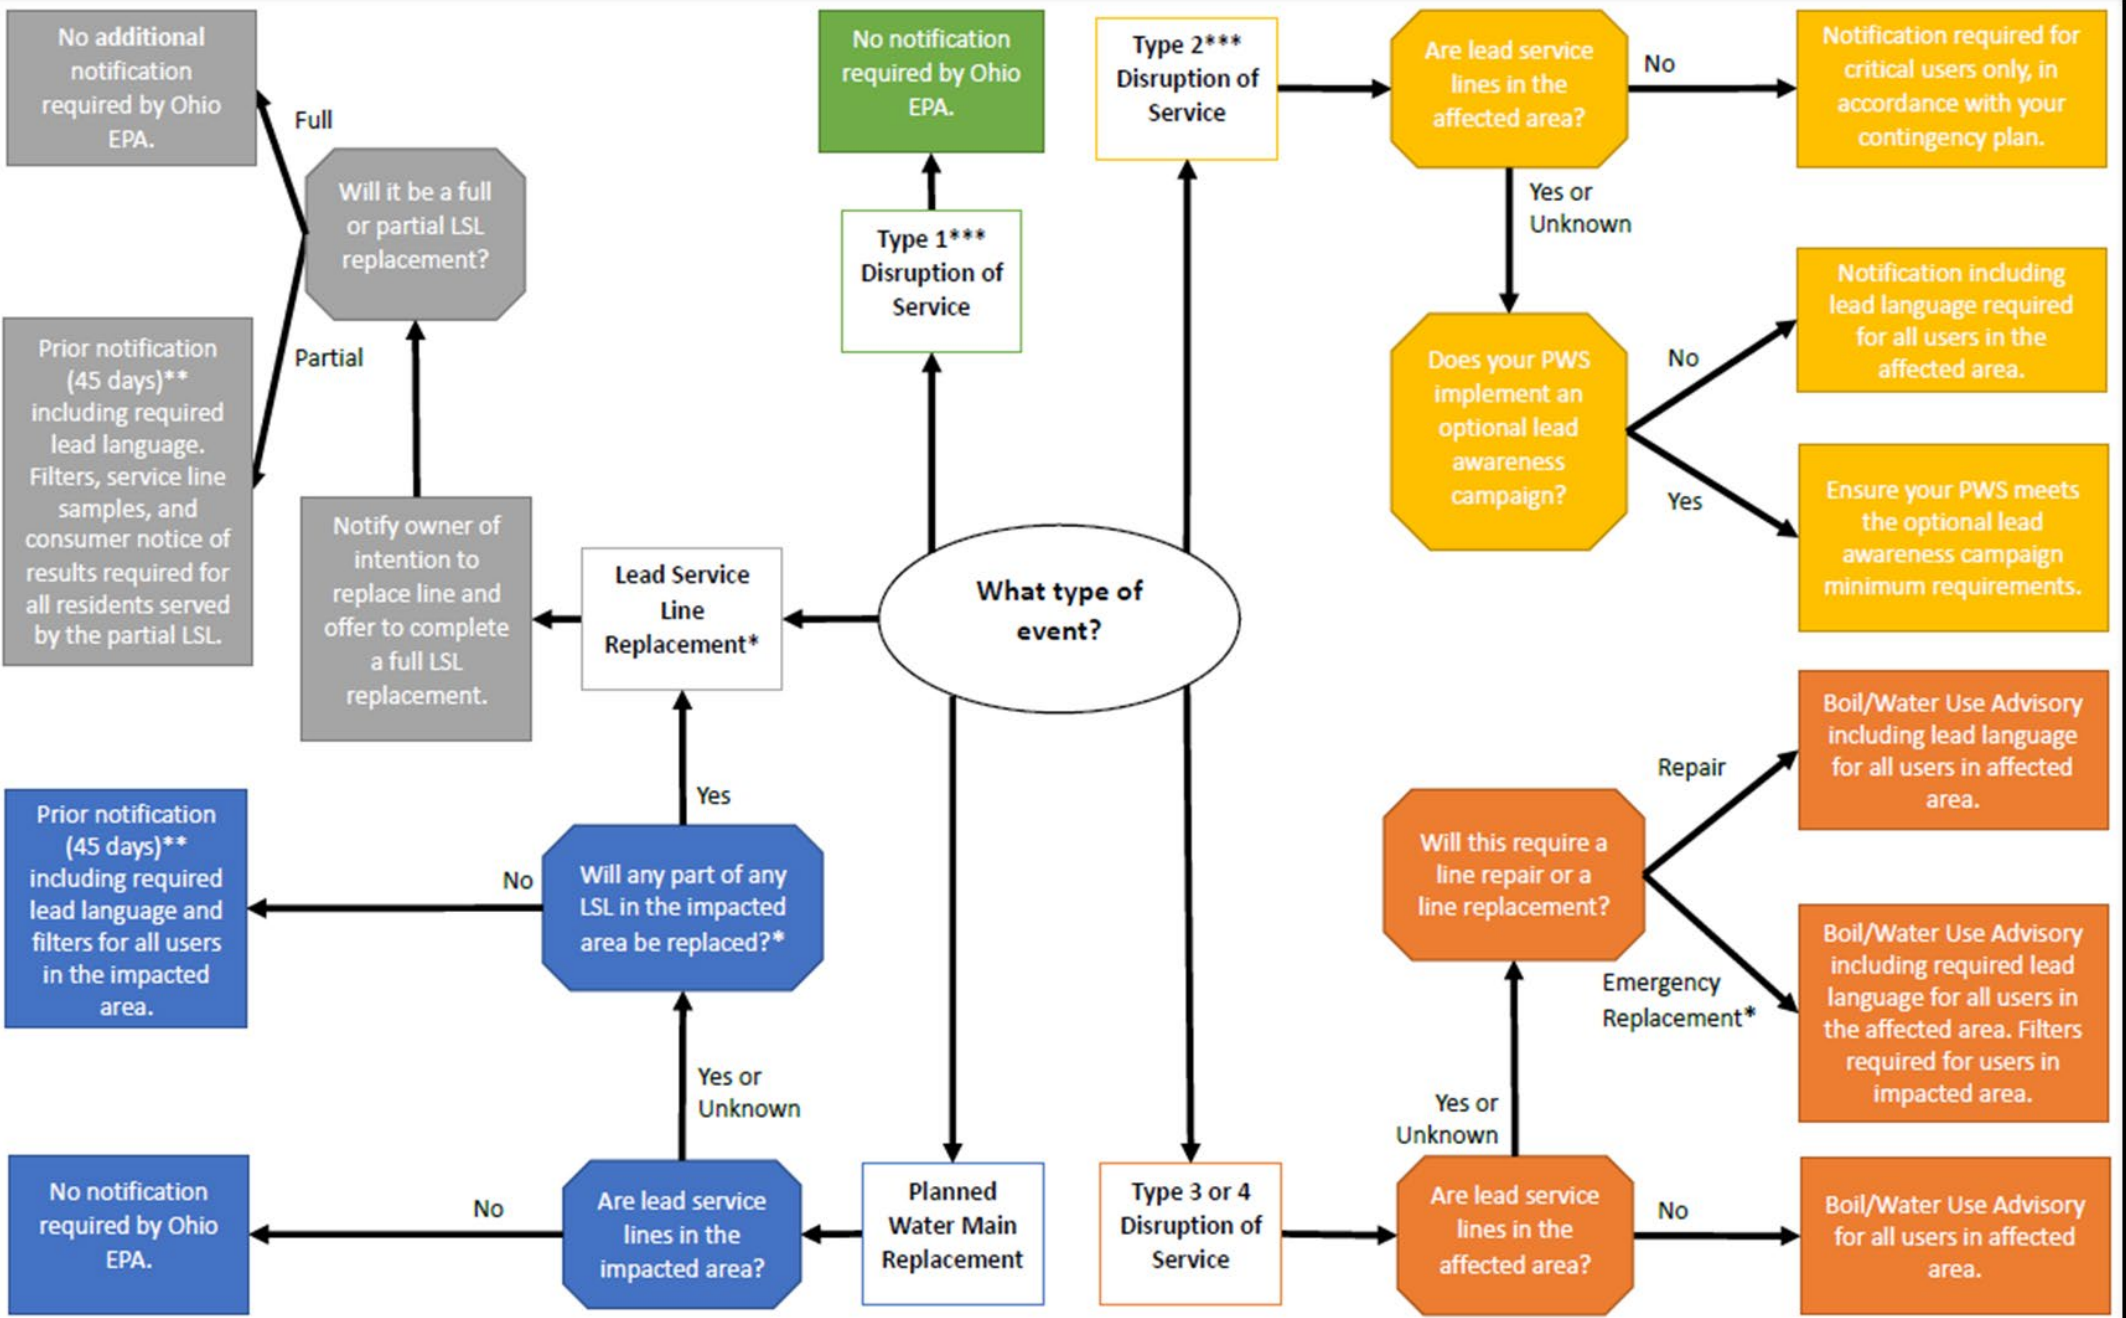 No additional
notification
required by Ohio
EPA.
Full
Will it be a full
or partial LSL
replacement?
Partial
Prior notification
(45 days)**
including required
lead language.
Filters, service line
samples, and
consumer notice of
results required for
all residents served
by the partial LSL.
Notify owner of
intention to
replace line and
offer to complete
a full LSL
replacement.
Lead Service
Line
Replacement*
No notification
required by Ohio
EPA.
Type 1***
Disruption of
Service
What type of
event?
Type 2***
Disruption of
Service
Are lead service
lines in the
affected area?
No
Notification required for
critical users only, in
accordance with your
contingency plan.
Yes or
Unknown
Does your PWS
implement an
optional lead
awareness
campaign?
No
Notification including
lead language required
for all users in the
affected area.
Yes
Ensure your PWS meets
the optional lead
awareness campaign
minimum requirements.
Yes
Prior notification
(45 days)**
including required
lead language and
filters for all users
in the impacted
area.
No
Will any part of any
LSL in the impacted
area be replaced?*
Yes or
Unknown
No notification
required by Ohio
EPA.
No
Are lead service
lines in the
impacted area?
Planned
Water Main
Replacement
Type 3 or 4
Disruption of
Service
Are lead service
lines in the
affected area?
No
Boil/Water Use Advisory
for all users in affected
area.
Yes or
Unknown
Will this require a
line repair or a
line replacement?
Repair
Boil/Water Use Advisory
including lead language
for all users in affected
area.
Emergency
Replacement*
Boil/Water Use Advisory
including required lead
language for all users in
the affected area. Filters
required for users in
impacted area.